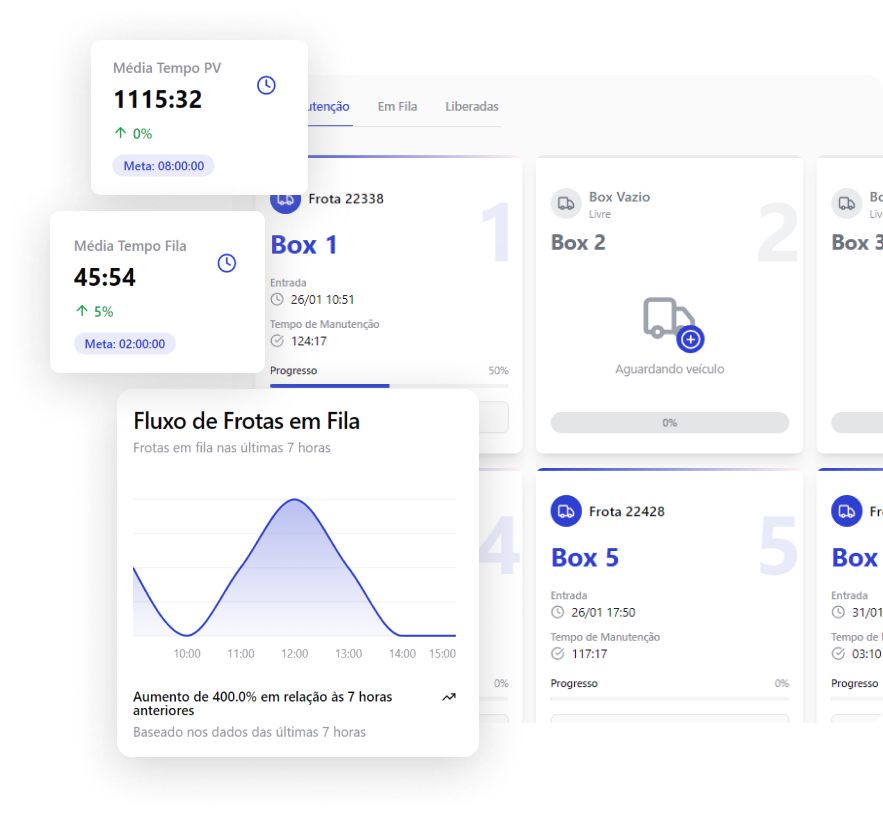 Média Tempo PV
1115:32
0%
Meta: 08:00:00
Média Tempo Fila
45:54
5%
Meta: 02:00:00
Em Fila
Liberadas
Frota 22338
1
Box 1
Entrada
26/01 10:51
Tempo de Manutenção
124:17
Progresso
50%
Box Vazio
Livre
2
Box 2
Aguardando veículo
0%
Box 3
Fluxo de Frotas em Fila
Frotas em fila nas últimas 7 horas
10:00 11:00 12:00 13:00 14:00 15:00
Aumento de 400.0% em relação às 7 horas
anteriores
Baseado nos dados das últimas 7 horas
4
0%
Frota 22428
5
Box 5
Entrada
26/01 17:50
Tempo de Manutenção
117:17
Progresso
0%
Box
Entrada
31/01
Tempo de
03:10
Progresso